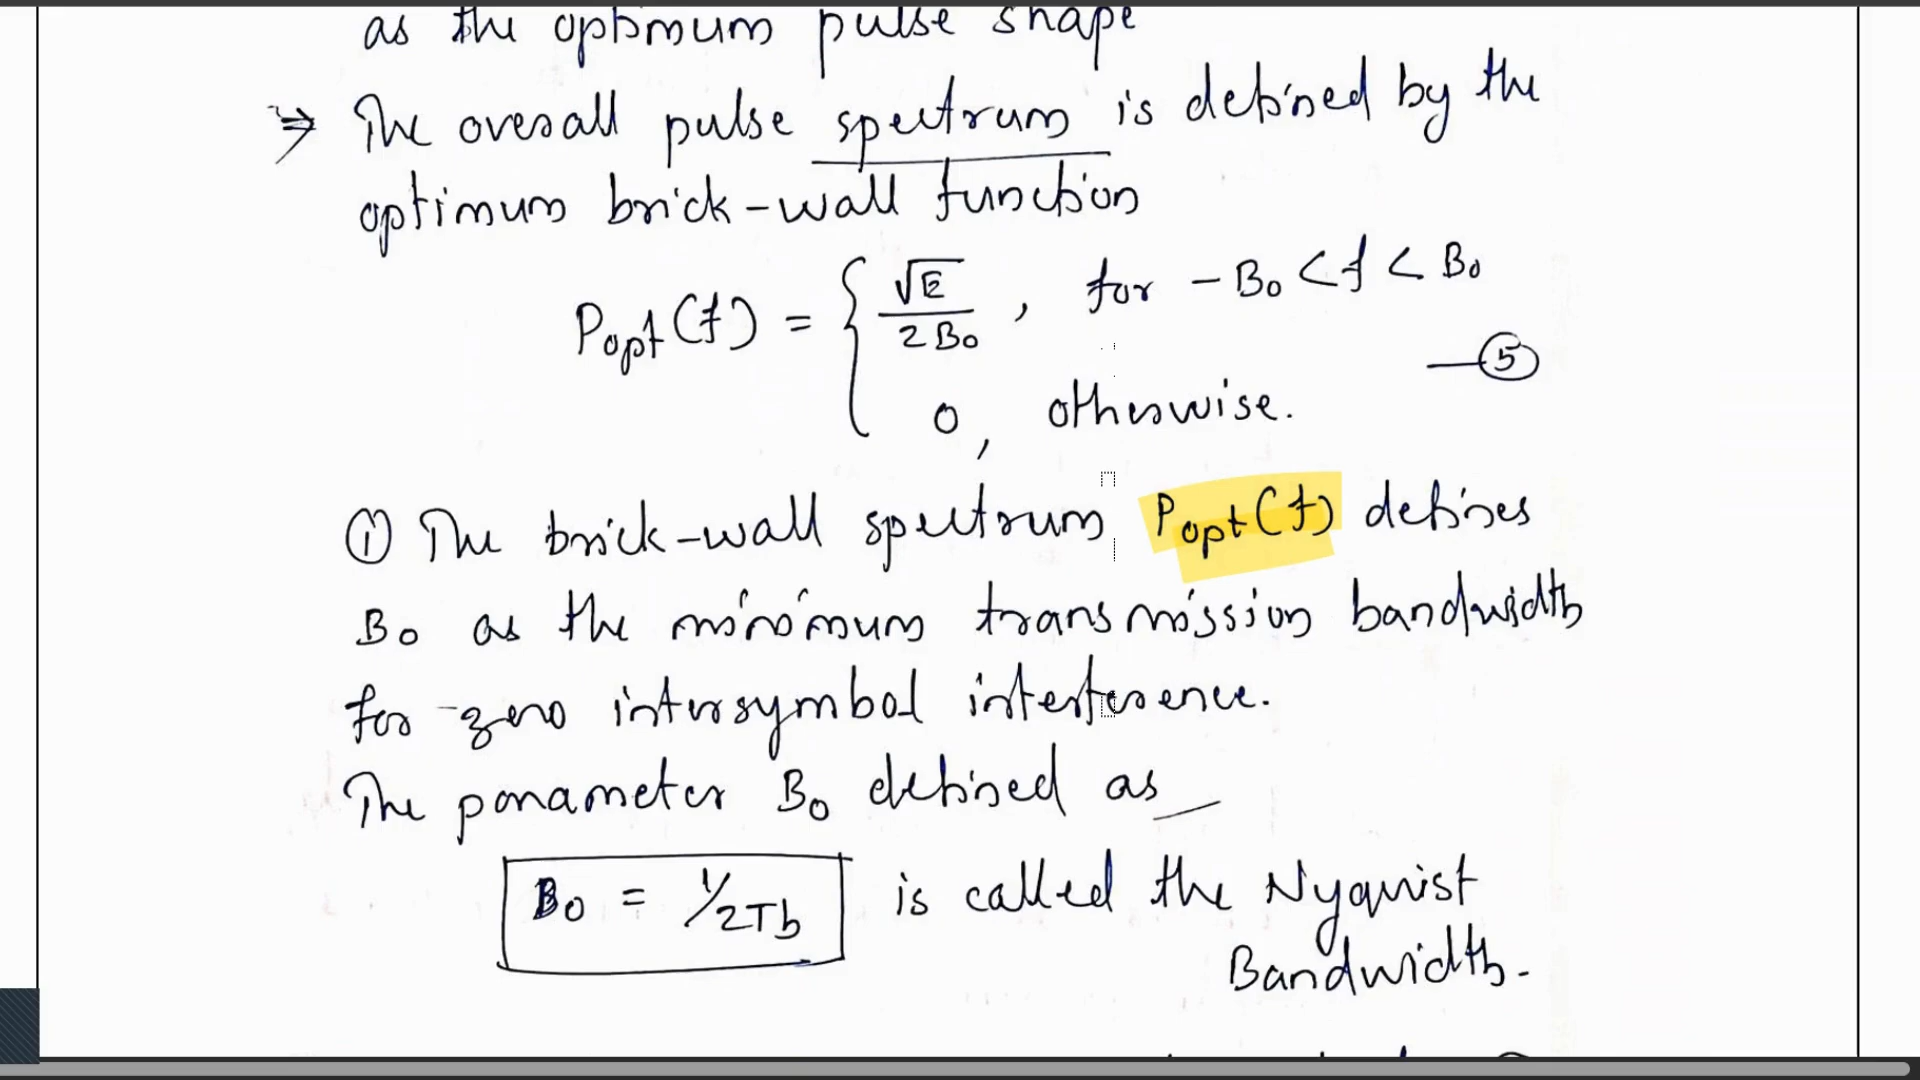 as the optimum pulse shape
⇒ The overall pulse spectrum is defined by the
optimum brick-wall function
Popt(f) = { √E / 2B₀ , for -B₀ < f < B₀
0, otherwise. —⑤
① The brick-wall spectrum Popt(f) defines
B₀ as the minimum transmission bandwidth
for zero intersymbol interference.
The parameter B₀ defined as
B₀ = 1/2Tb is called the Nyquist
Bandwidth.